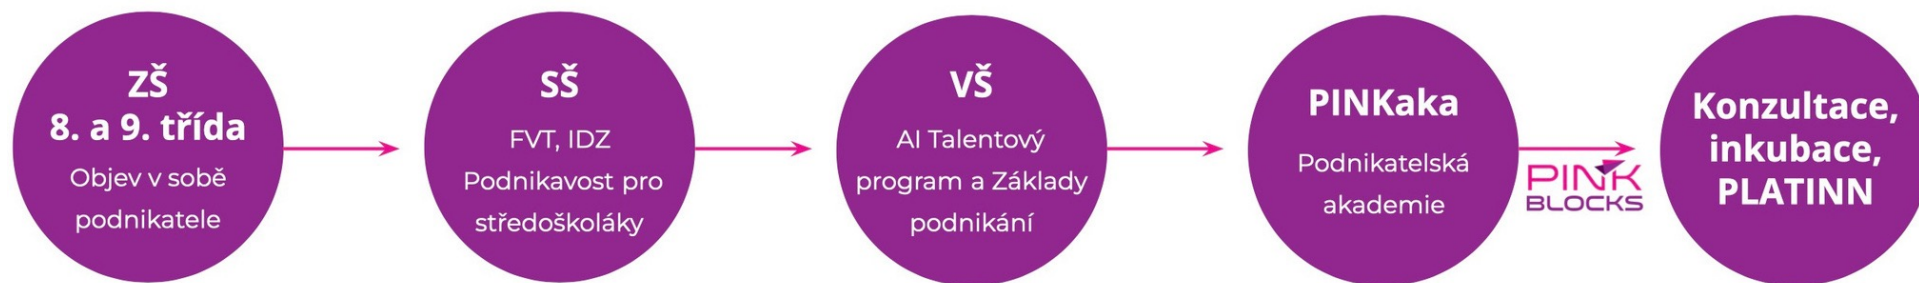 ZŠ
8. a 9. třída
Objev v sobě
podnikatele
SŠ
FVT, IDZ
Podnikavost pro
středoškoláky
VŠ
AI Talentový
program a Základy
podnikání
PINKaka
Podnikatelská
akademie
PINK
BLOCKS
Konzultace,
inkubace,
PLATINN